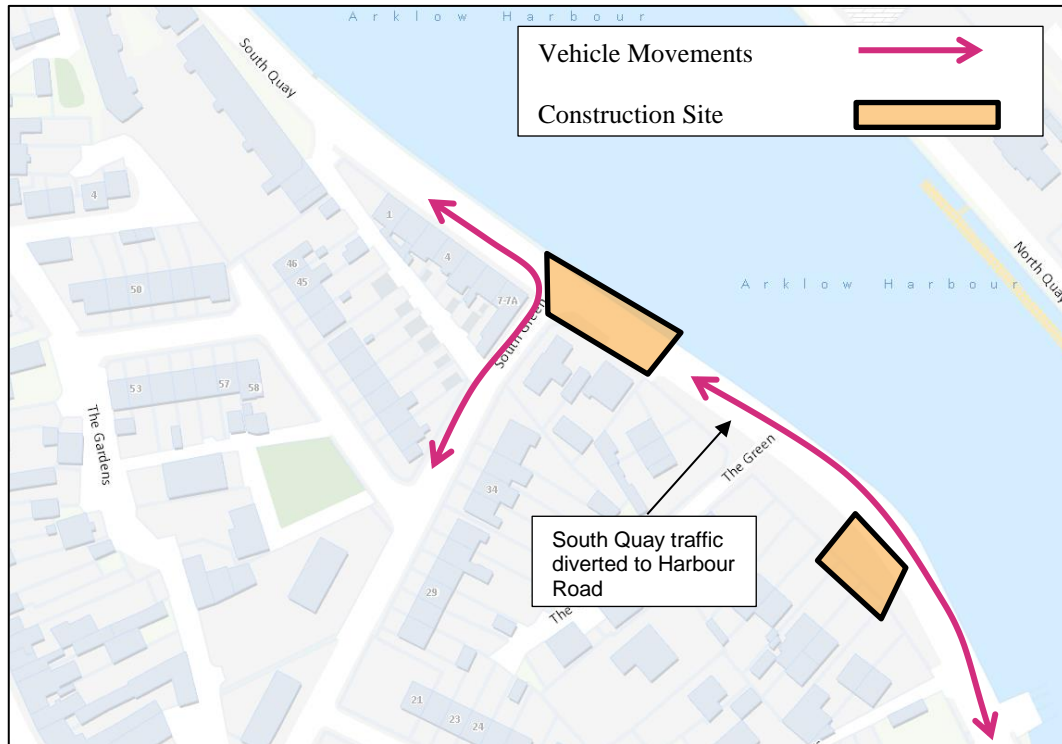 Arklow Harbour
South Quay
Vehicle Movements
Construction Site
4
1
4
7-7A
46
45
50
South Green
Arklow Harbour
North Quay
53
57
58
The Gardens
The Green
34
South Quay traffic
diverted to Harbour
Road
29
The
21
23
24